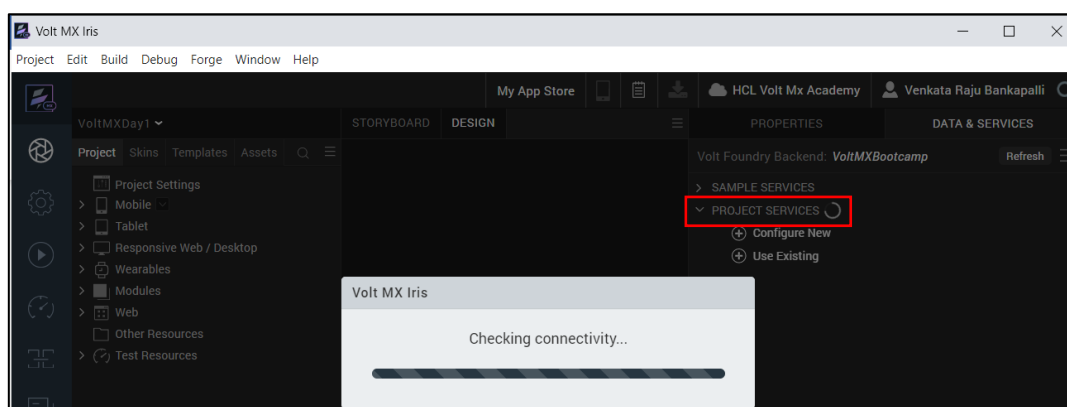 Volt MX Iris
Project Edit Build Debug Forge Window Help
My App Store HCL Volt Mx Academy Venkata Raju Bankapalli
VoltMXDay1 STORYBOARD DESIGN PROPERTIES DATA & SERVICES
Project Skins Templates Assets
Volt Foundry Backend: VoltMXBootcamp Refresh
Project Settings
Mobile
Tablet
Responsive Web / Desktop
Wearables
Modules
Web
Other Resources
Test Resources
SAMPLE SERVICES
PROJECT SERVICES
Configure New
Use Existing
Volt MX Iris
Checking connectivity...